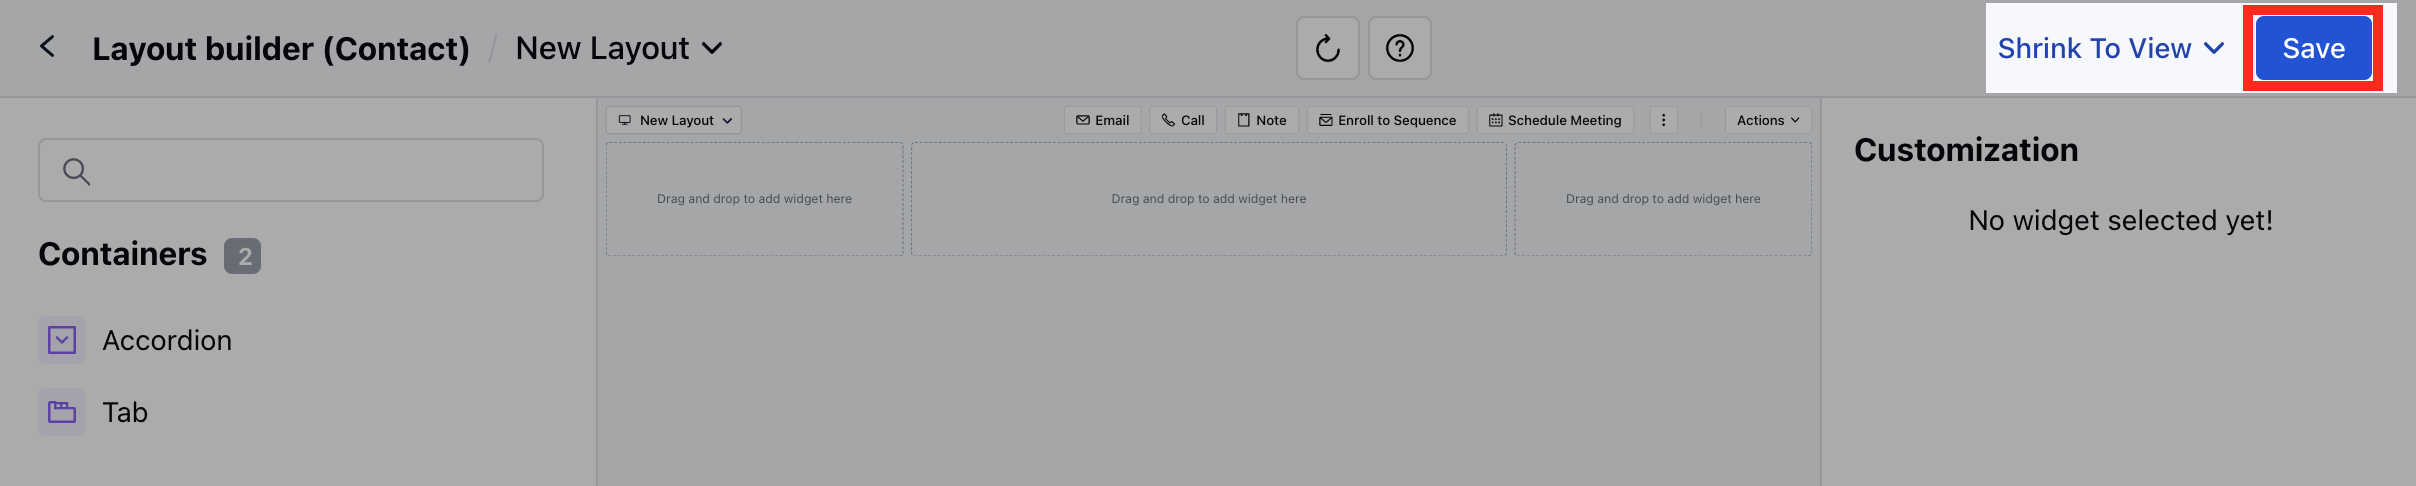 Layout builder (Contact) / New Layout
Shrink To View
Save
New Layout
Email
Call
Note
Enroll to Sequence
Schedule Meeting
Actions
Containers 2
Accordion
Tab
Drag and drop to add widget here
Drag and drop to add widget here
Drag and drop to add widget here
Customization
No widget selected yet!